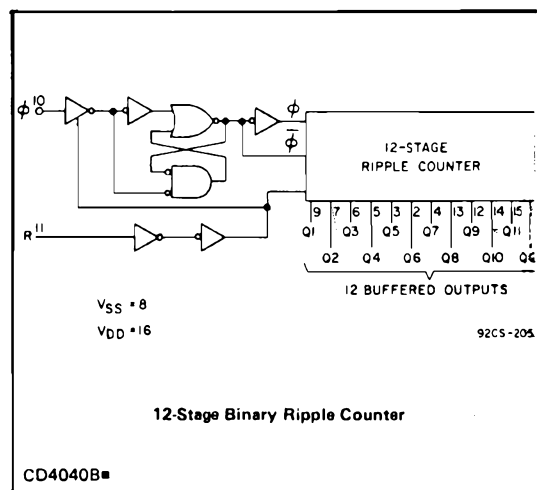 ϕ 10
ϕ
ϕ̅
12-STAGE
RIPPLE COUNTER
R 11
9 7 6 5 3 2 4 13 12 14 15
Q1 Q3 Q5 Q7 Q9 Q11
Q2 Q4 Q6 Q8 Q10
12 BUFFERED OUTPUTS
VSS = 8
VDD = 16
92CS-205
12-Stage Binary Ripple Counter
CD4040B■